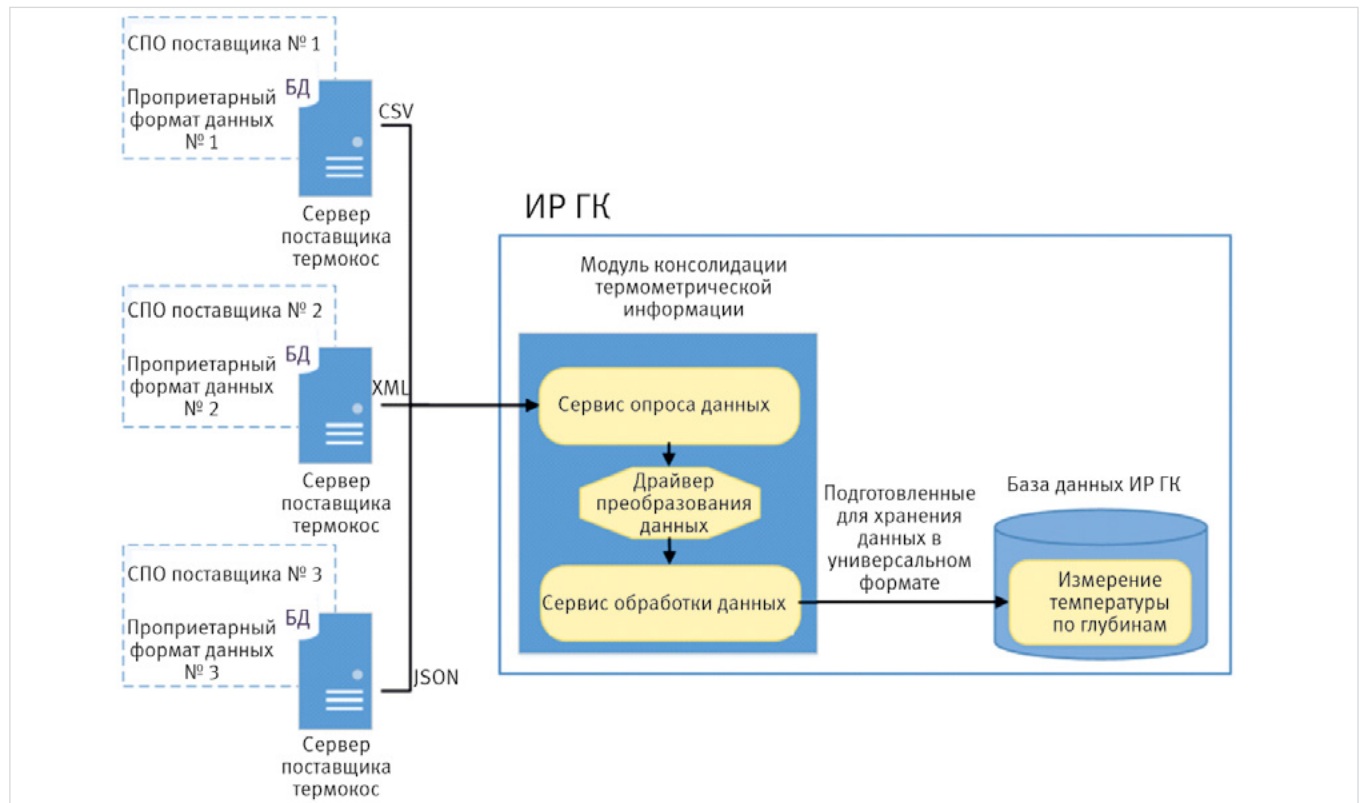 СПО поставщика № 1
БД
Проприетарный
формат данных
№ 1
CSV
Сервер
поставщика
термокос
СПО поставщика № 2
БД
Проприетарный
формат данных
№ 2
XML
Сервер
поставщика
термокос
СПО поставщика № 3
БД
Проприетарный
формат данных
№ 3
JSON
Сервер
поставщика
термокос
ИР ГК
Модуль консолидации
термометрической
информации
Сервис опроса данных
Драйвер
преобразования
данных
Сервис обработки данных
Подготовленные
для хранения
данных в
универсальном
формате
База данных ИР ГК
Измерение
температуры
по глубинам